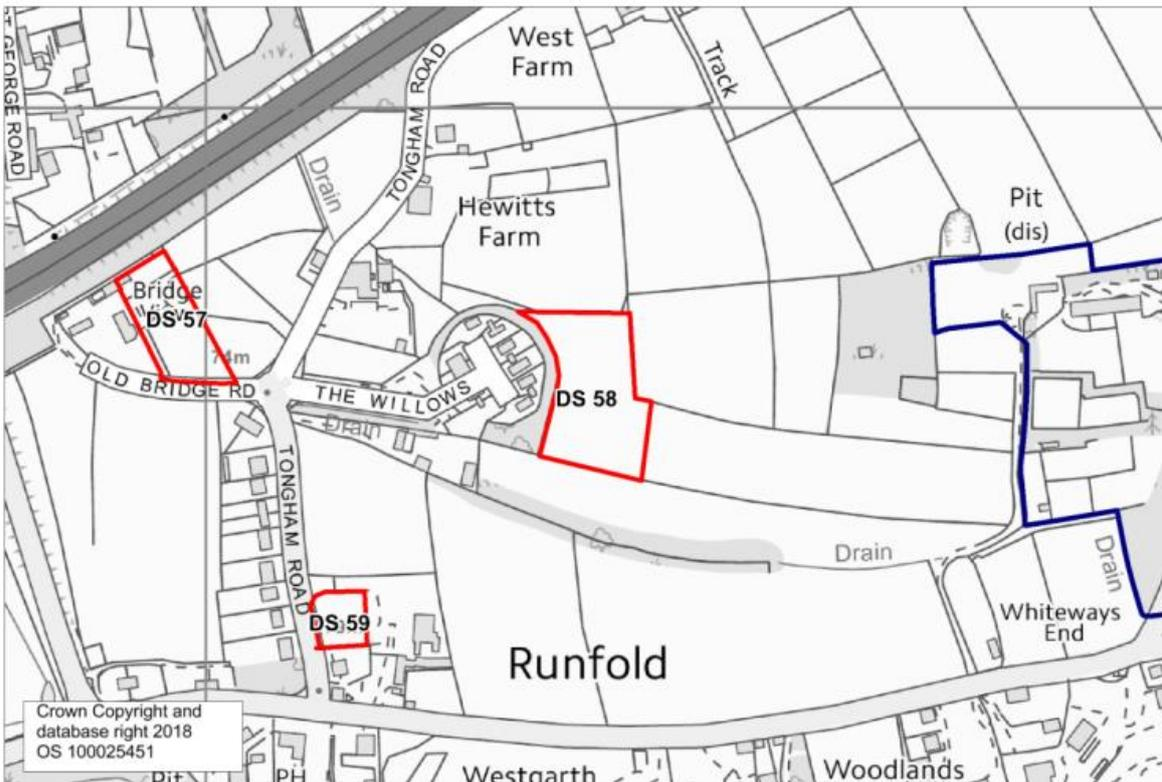 GEORGE ROAD
West
Farm
Track
TONGHAM ROAD
Drain
Hewitts
Farm
Pit
(dis)
Bridge
DS 57
74m
OLD BRIDGE RD
THE WILLOWS
Drain
DS 58
TONGHAM ROAD
Drain
Drain
DS 59
Whiteways
End
Runfold
Crown Copyright and
database right 2018
OS 100025451
Pit
PH
Westgarth
Woodlands